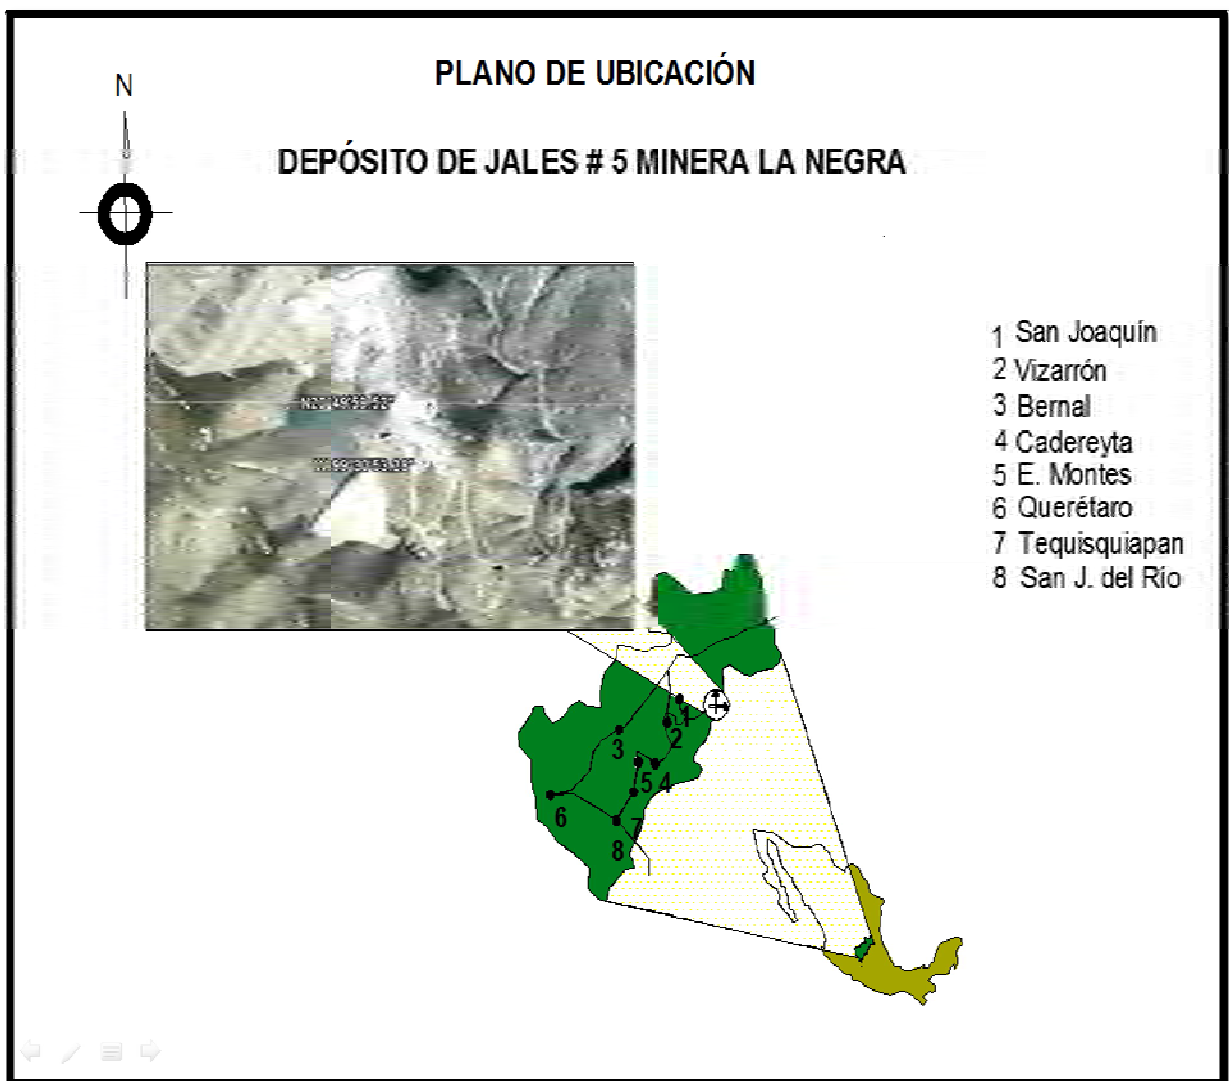 PLANO DE UBICACIÓN
N
DEPÓSITO DE JALES # 5 MINERA LA NEGRA
1 San Joaquín
2 Vizarrón
3 Bernal
4 Cadereyta
5 E. Montes
6 Querétaro
7 Tequisquiapan
8 San J. del Río
1
2
3
5 4
6
7
8